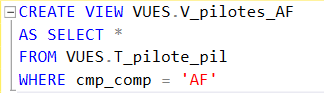 CREATE VIEW VUES.V_pilotes_AF
AS SELECT *
FROM VUES.T_pilote_pil
WHERE cmp_comp = 'AF'